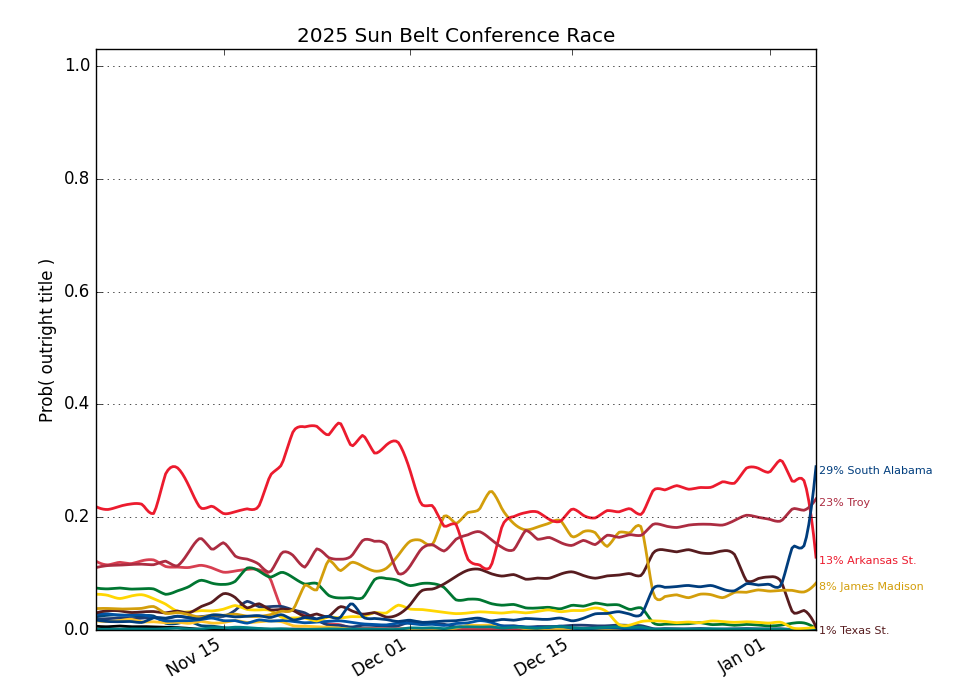 2025 Sun Belt Conference Race
1.0
0.8
0.6
0.4
0.2
0.0
Prob( outright title )
29% South Alabama
23% Troy
13% Arkansas St.
8% James Madison
1% Texas St.
Nov 15
Dec 01
Dec 15
Jan 01